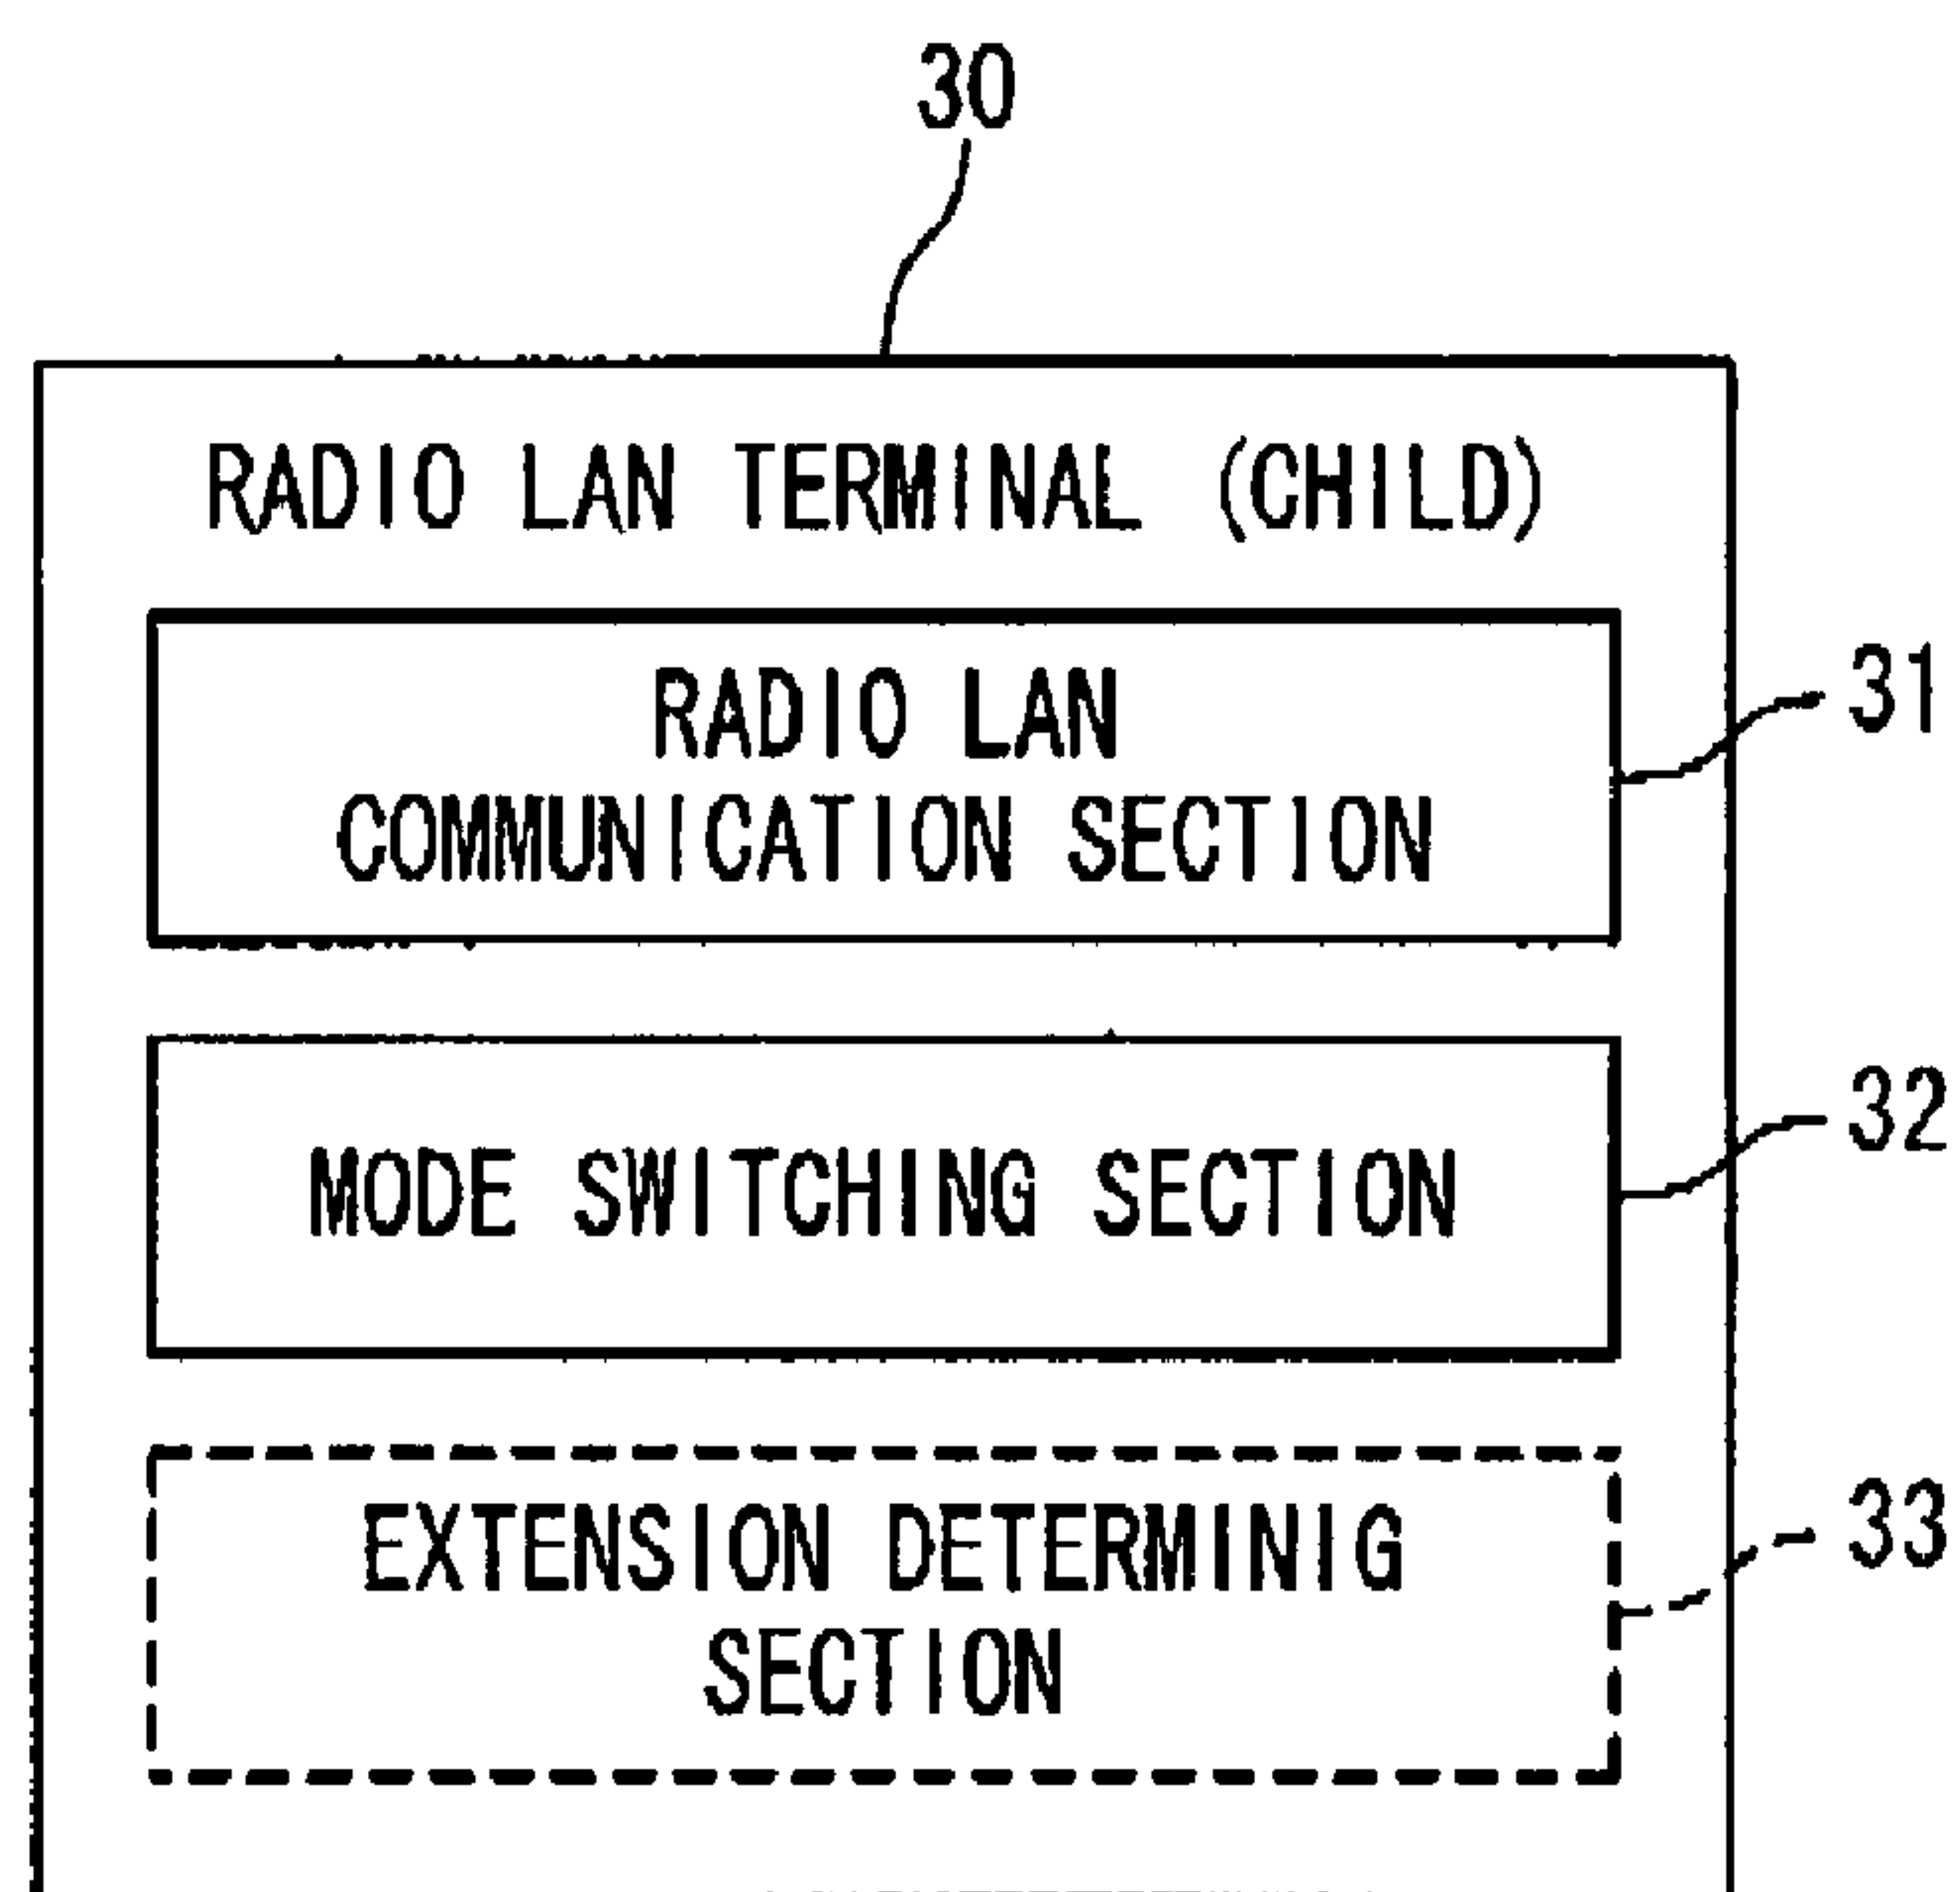 30
RADIO LAN TERMINAL (CHILD)
RADIO LAN
COMMUNICATION SECTION
31
MODE SWITCHING SECTION
32
EXTENSION DETERMINIG
SECTION
33